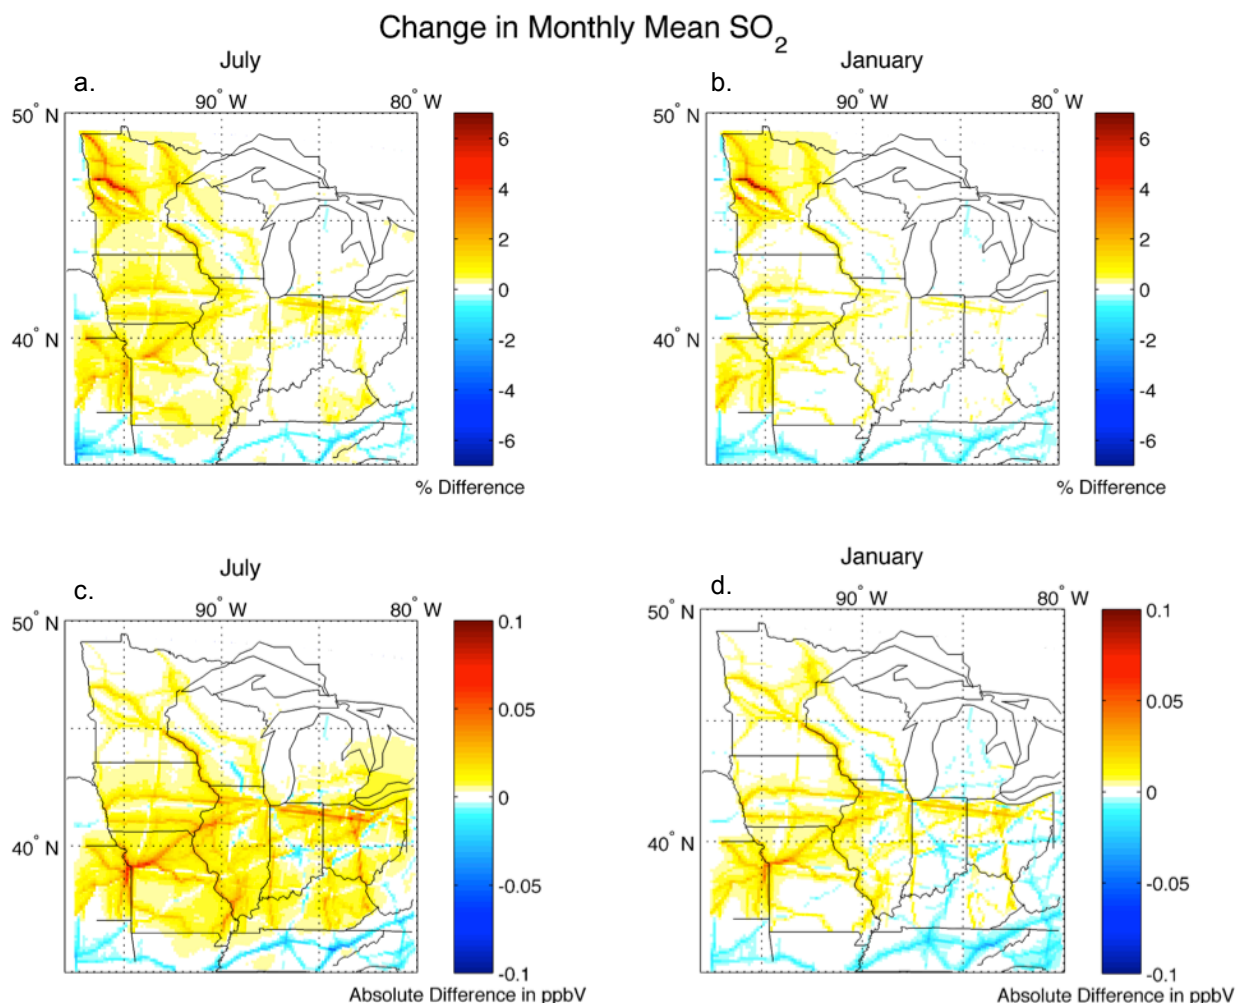 Change in Monthly Mean SO2
July
January
a.
b.
90° W
80° W
90° W
80° W
50° N
50° N
40° N
40° N
6
4
2
0
-2
-4
-6
6
4
2
0
-2
-4
-6
% Difference
% Difference
July
January
c.
d.
90° W
80° W
90° W
80° W
50° N
50° N
40° N
40° N
0.1
0.05
0
-0.05
-0.1
0.1
0.05
0
-0.05
-0.1
Absolute Difference in ppbV
Absolute Difference in ppbV